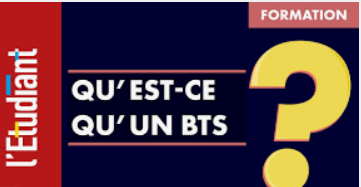 FORMATION
l'Etudiant
QU'EST-CE
QU'UN BTS
?